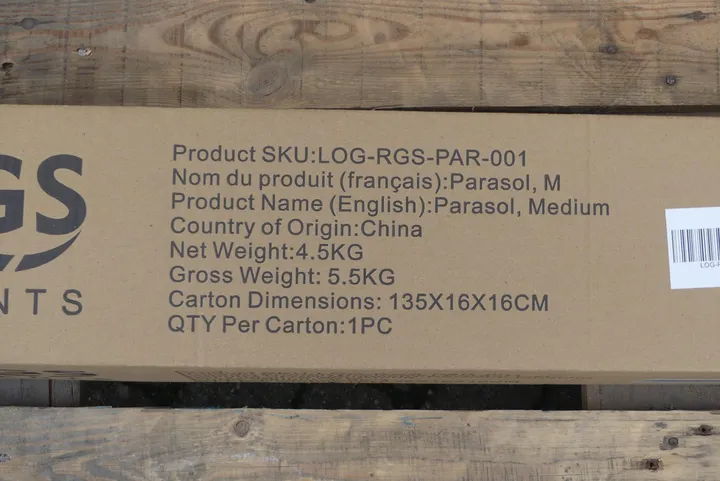 GS
NTS
Product SKU:LOG-RGS-PAR-001
Nom du produit (français):Parasol, M
Product Name (English):Parasol, Medium
Country of Origin:China
Net Weight:4.5KG
Gross Weight: 5.5KG
Carton Dimensions: 135X16X16CM
QTY Per Carton:1PC